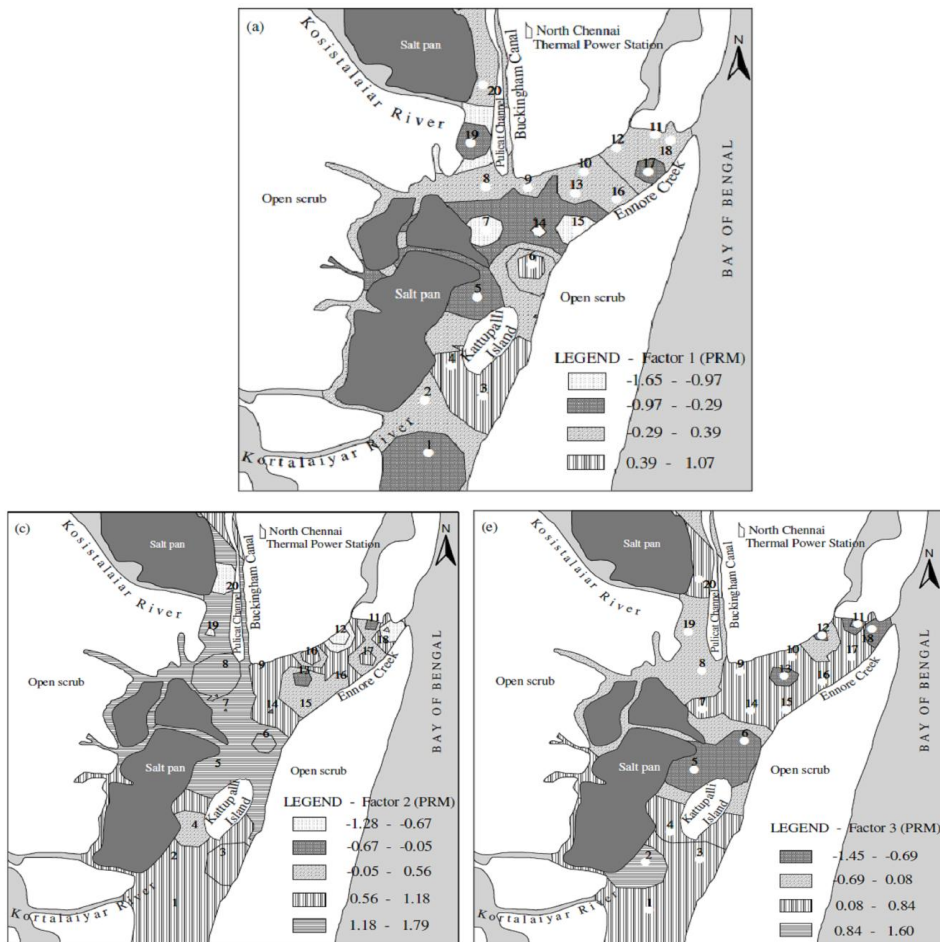 (a)
North Chennai
Thermal Power Station
N
Salt pan
Kosistalaiar River
Pulicat Channel
Buckingham Canal
20
19
11
12
18
10
17
8
9
13
16
Ennore Creek
Open scrub
7
14
15
6
BAY OF BENGAL
5
Salt pan
Open scrub
Kattupalli
Island
4
3
2
1
Kortalaiyar River
LEGEND - Factor 1 (PRM)
-1.65 - -0.97
-0.97 - -0.29
-0.29 - 0.39
0.39 - 1.07
(c)
North Chennai
Thermal Power Station
N
Salt pan
Kosistalaiar River
Pulicat Channel
Buckingham Canal
20
19
11
12
18
10
17
8
9
13
16
Ennore Creek
Open scrub
7
14
15
6
BAY OF BENGAL
5
Salt pan
Open scrub
Kattupalli
Island
4
3
2
1
Kortalaiyar River
LEGEND - Factor 2 (PRM)
-1.28 - -0.67
-0.67 - -0.05
-0.05 - 0.56
0.56 - 1.18
1.18 - 1.79
(e)
North Chennai
Thermal Power Station
N
Salt pan
Kosistalaiar River
Pulicat Channel
Buckingham Canal
20
19
11
12
18
10
17
8
9
13
16
Ennore Creek
Open scrub
7
14
15
6
BAY OF BENGAL
5
Salt pan
Open scrub
Kattupalli
Island
4
3
2
1
Kortalaiyar River
LEGEND - Factor 3 (PRM)
-1.45 - -0.69
-0.69 - 0.08
0.08 - 0.84
0.84 - 1.60